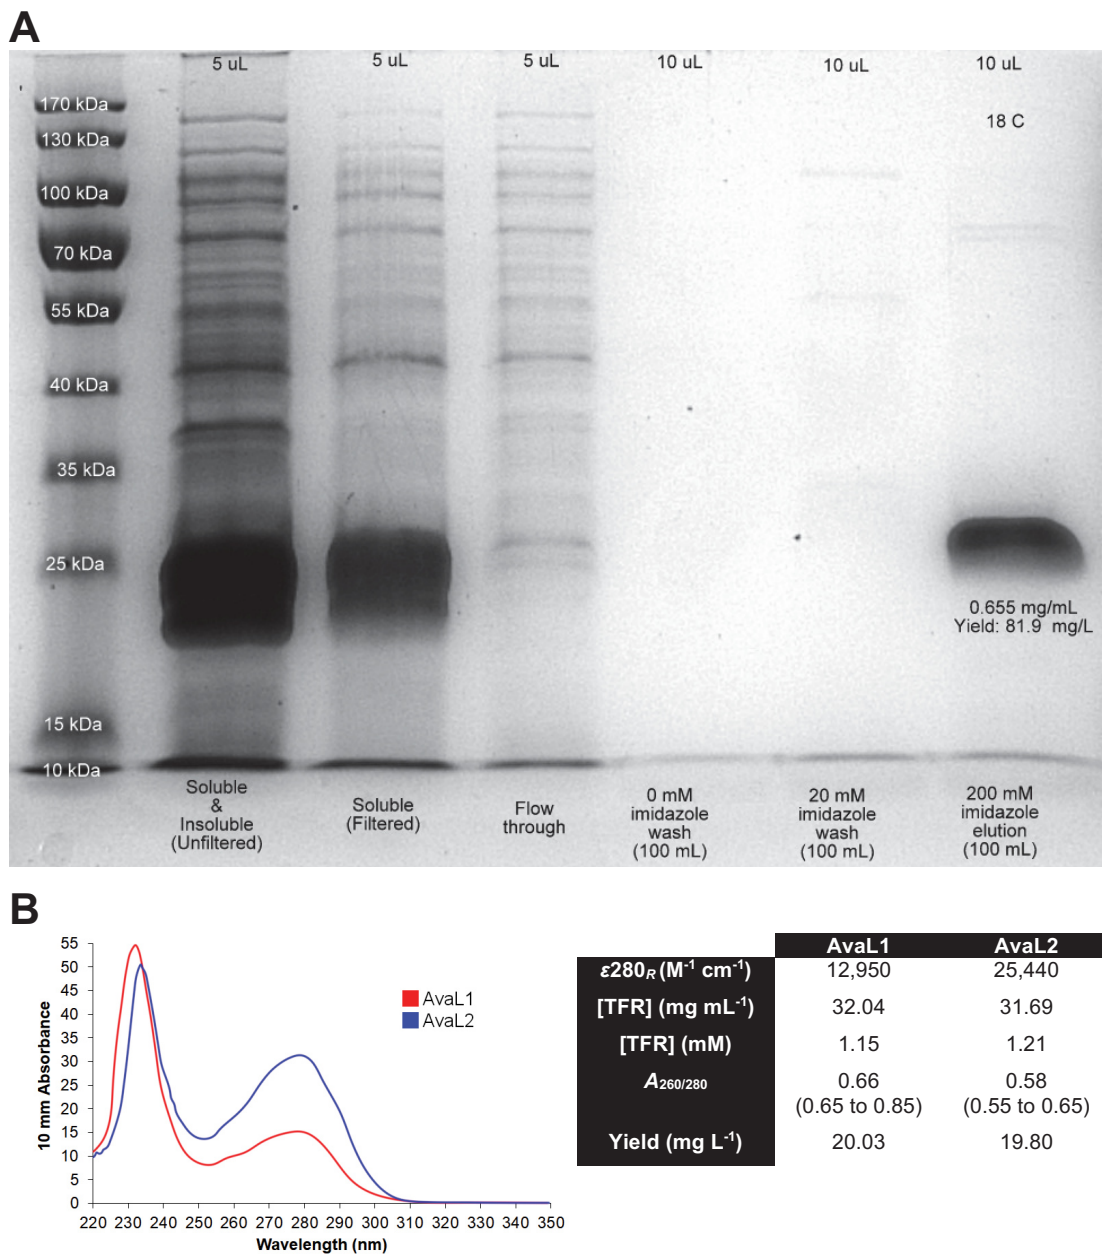 A
5 uL 5 uL 5 uL 10 uL 10 uL 10 uL
18 C
170 kDa
130 kDa
100 kDa
70 kDa
55 kDa
40 kDa
35 kDa
25 kDa
15 kDa
10 kDa
0.655 mg/mL
Yield: 81.9 mg/L
Soluble
&
Insoluble
(Unfiltered)
Soluble
(Filtered)
Flow
through
0 mM
imidazole
wash
(100 mL)
20 mM
imidazole
wash
(100 mL)
200 mM
imidazole
elution
(100 mL)
B
10 mm Absorbance
55
50
45
40
35
30
25
20
15
10
5
0
220 230 240 250 260 270 280 290 300 310 320 330 340 350
Wavelength (nm)
AvaL1
AvaL2
AvaL1 AvaL2
ε280R (M-1 cm-1) 12,950 25,440
[TFR] (mg mL-1) 32.04 31.69
[TFR] (mM) 1.15 1.21
A260/280 0.66 0.58
(0.65 to 0.85) (0.55 to 0.65)
Yield (mg L-1) 20.03 19.80